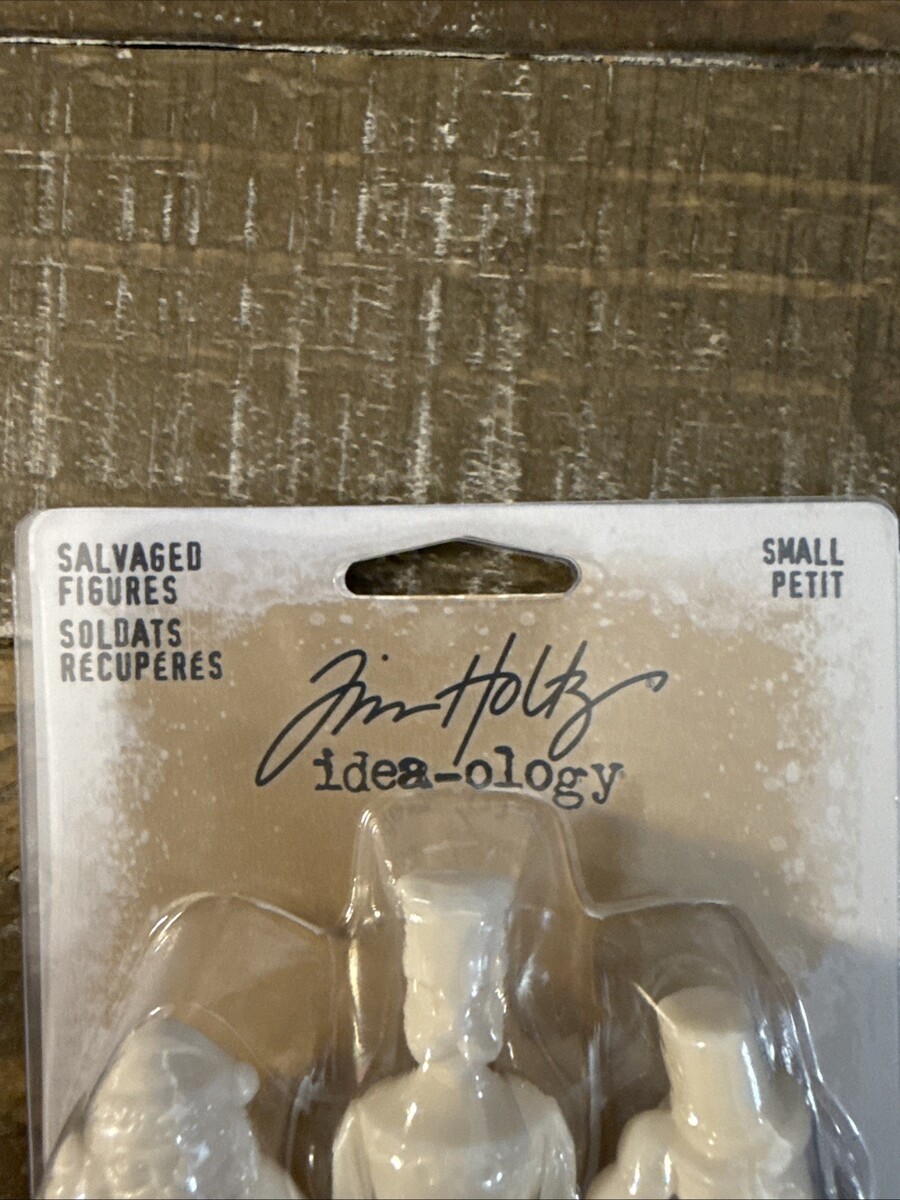 SALVAGED
FIGURES
SOLDATS
RÉCUPÉRÉS
SMALL
PETIT
Tim Holtz
idea-ology